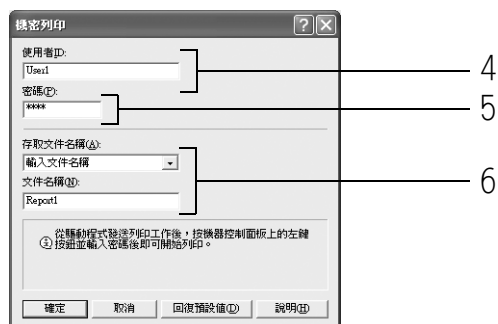 機密列印
使用者ID:
User1
4
密碼(P):
****
5
存取文件名稱(A):
輸入文件名稱
文件名稱(N):
6
Report1
從驅動程式發送列印工作後，按機器控制面板上的左鍵
按鈕並輸入密碼後即可開始列印。
確定 取消 回復預設值(D) 說明(H)